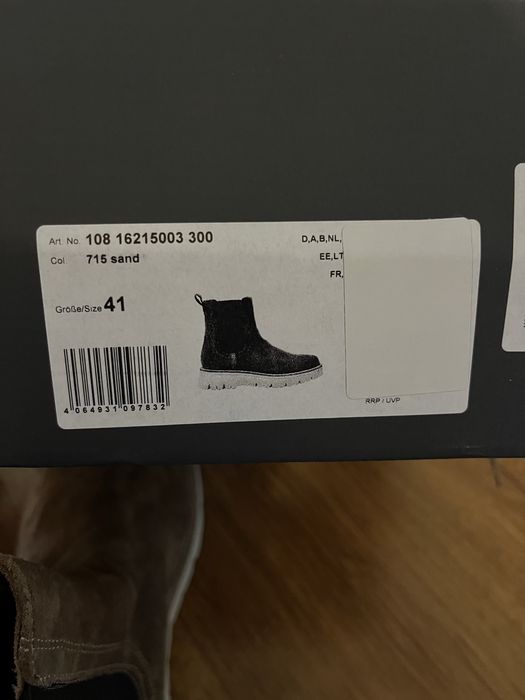 Art. No. 108 16215003 300
Col. 715 sand
D,A,B,NL,
EE,LT
FR,
Größe/Size 41
4 064931 097832
RRP / UVP